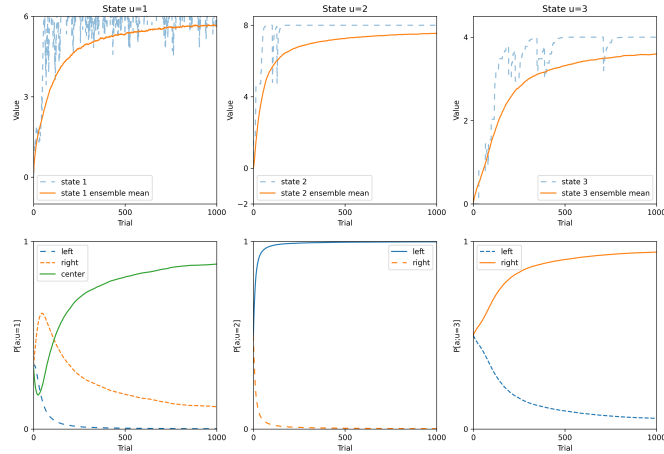 State u=1
6
3
0
Value
state 1
state 1 ensemble mean
0
500
1000
Trial
State u=2
8
4
0
−2
Value
state 2
state 2 ensemble mean
0
500
1000
Trial
State u=3
4
2
0
Value
state 3
state 3 ensemble mean
0
500
1000
Trial
1
0
P[a;u=1]
left
right
center
0
500
1000
Trial
1
0
P[a;u=2]
left
right
0
500
1000
Trial
1
0
P[a;u=3]
left
right
0
500
1000
Trial